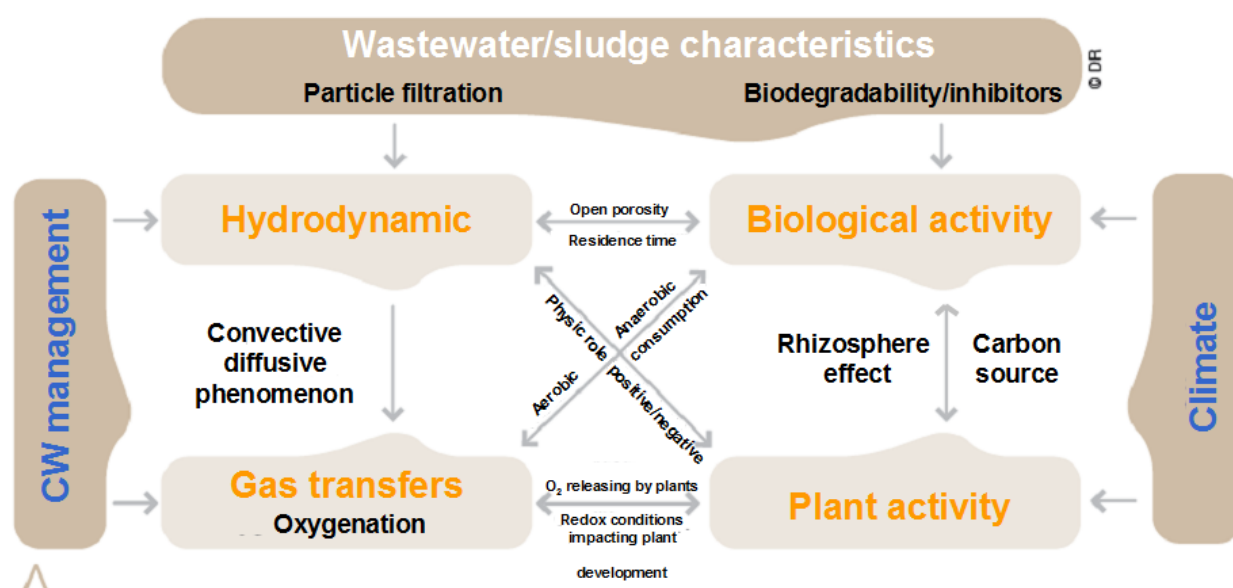 Wastewater/sludge characteristics
Particle filtration
Biodegradability/inhibitors
© DR
CW management
Hydrodynamic
Open porosity
Residence time
Biological activity
Climate
Convective
diffusive
phenomenon
Physic role
positive/negative
Anaerobic
consumption
Aerobic
Rhizosphere
effect
Carbon
source
Gas transfers
Oxygenation
O₂ releasing by plants
Redox conditions
impacting plant
development
Plant activity